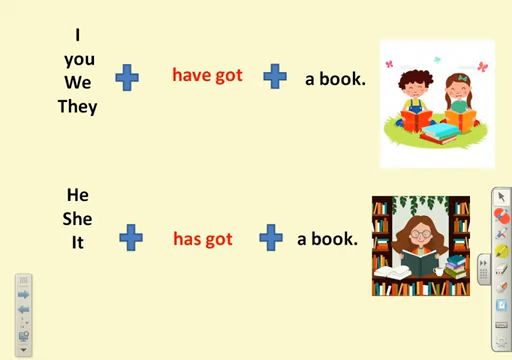 I
you
We
They
have got
a book.
He
She
It
has got
a book.